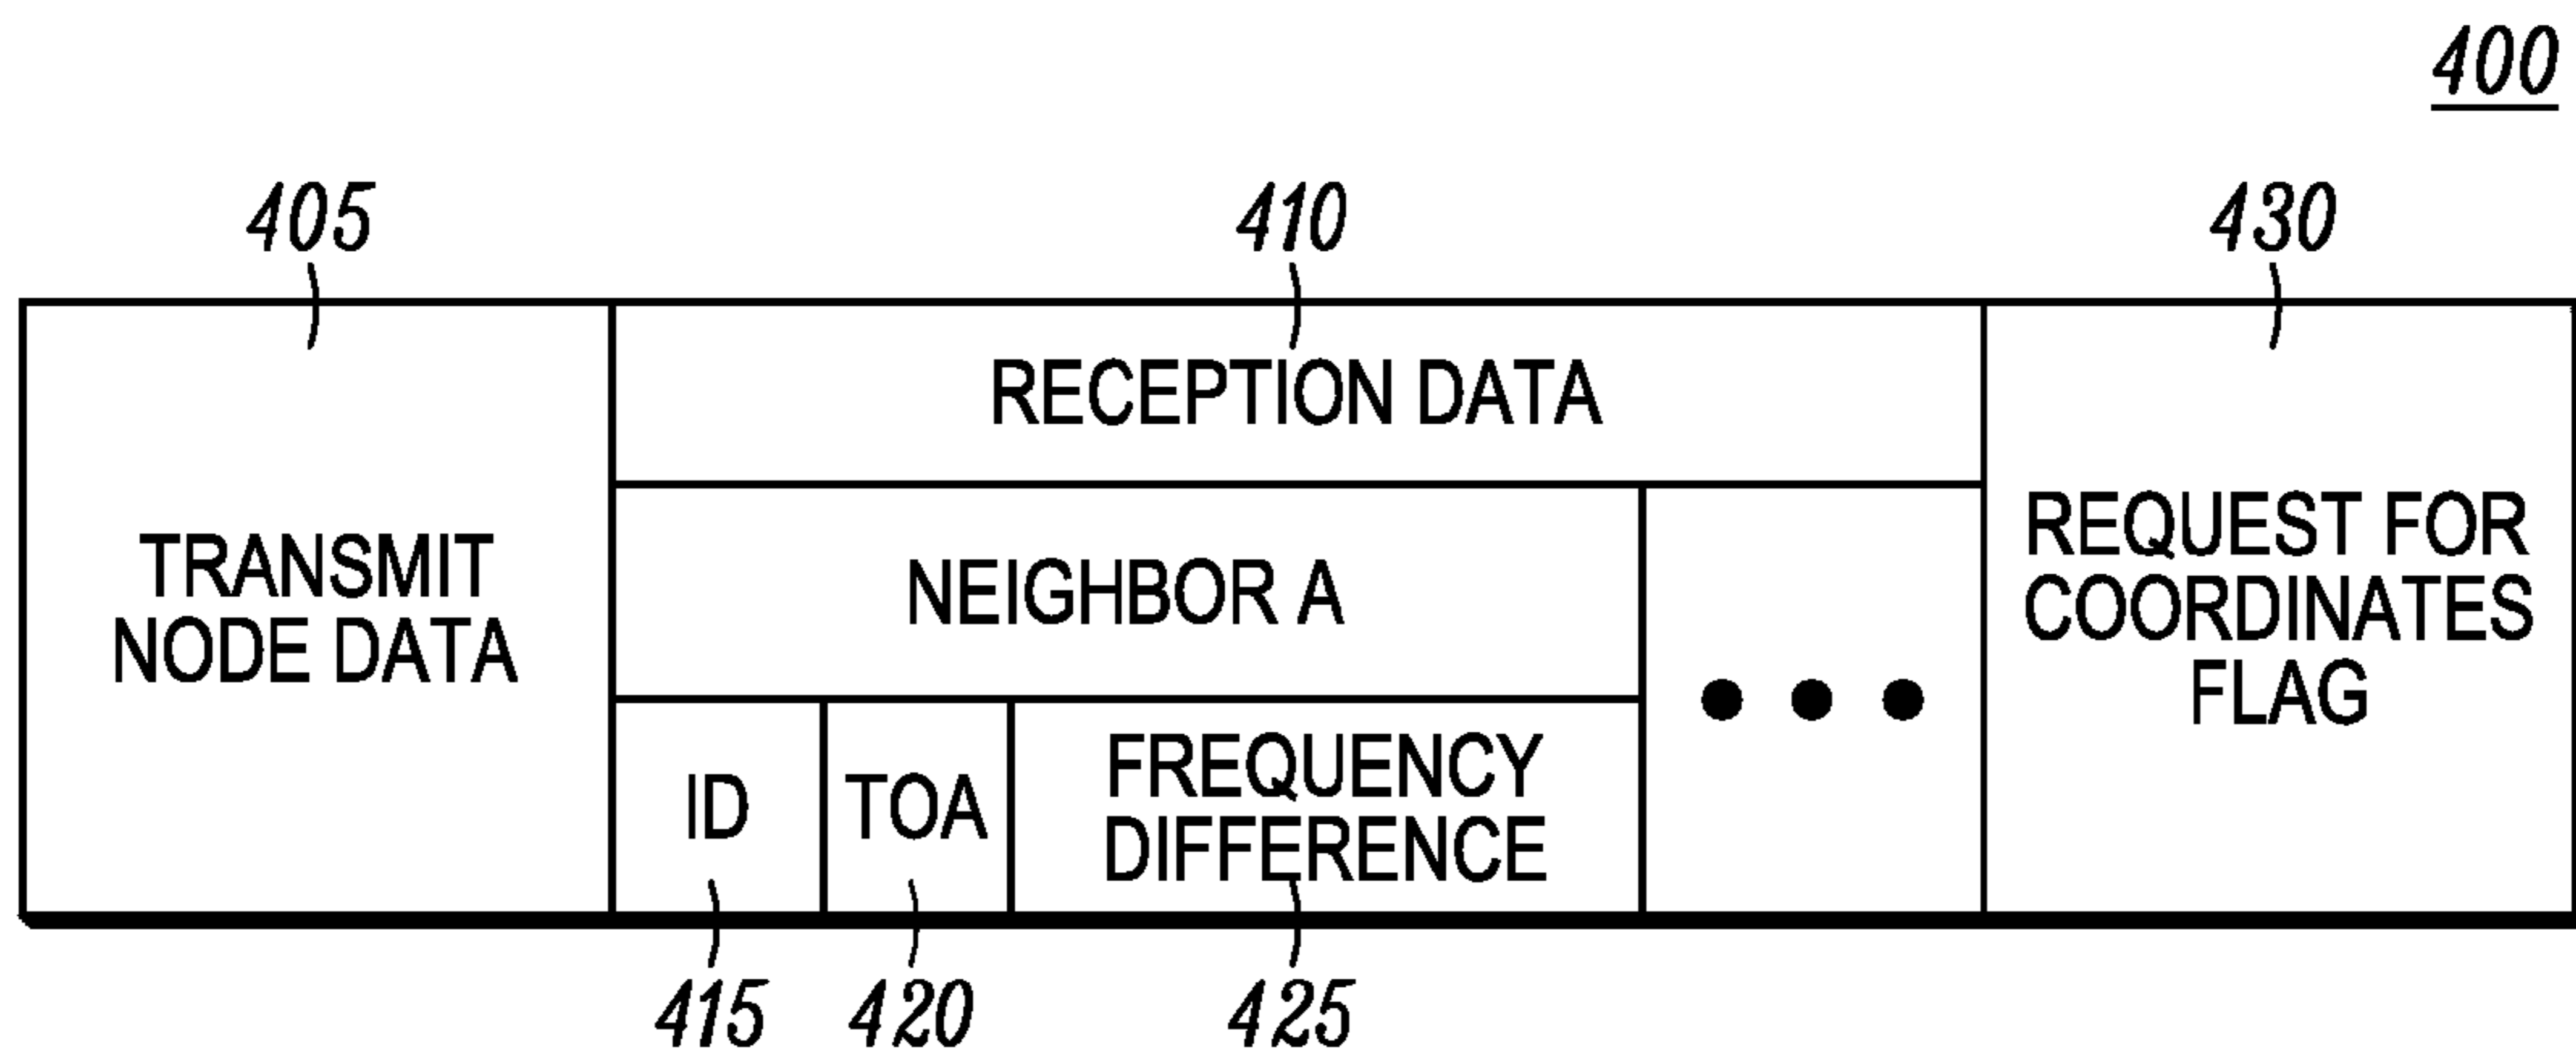 400
405
410
430
RECEPTION DATA
TRANSMIT
NODE DATA
NEIGHBOR A
REQUEST FOR
COORDINATES
FLAG
ID
TOA
FREQUENCY
DIFFERENCE
415
420
425